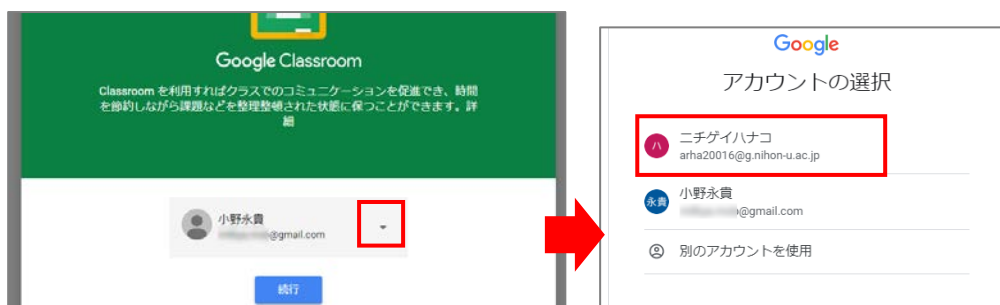 Google Classroom
Classroom を利用すればクラスでのコミュニケーションを促進でき、時間
を節約しながら課題などを整理整頓された状態に保つことができます。詳
細
小野永貴
@gmail.com
続行
Google
アカウントの選択
ハ
ニチゲイハナコ
arha20016@g.nihon-u.ac.jp
永貴
小野永貴
@gmail.com
別のアカウントを使用